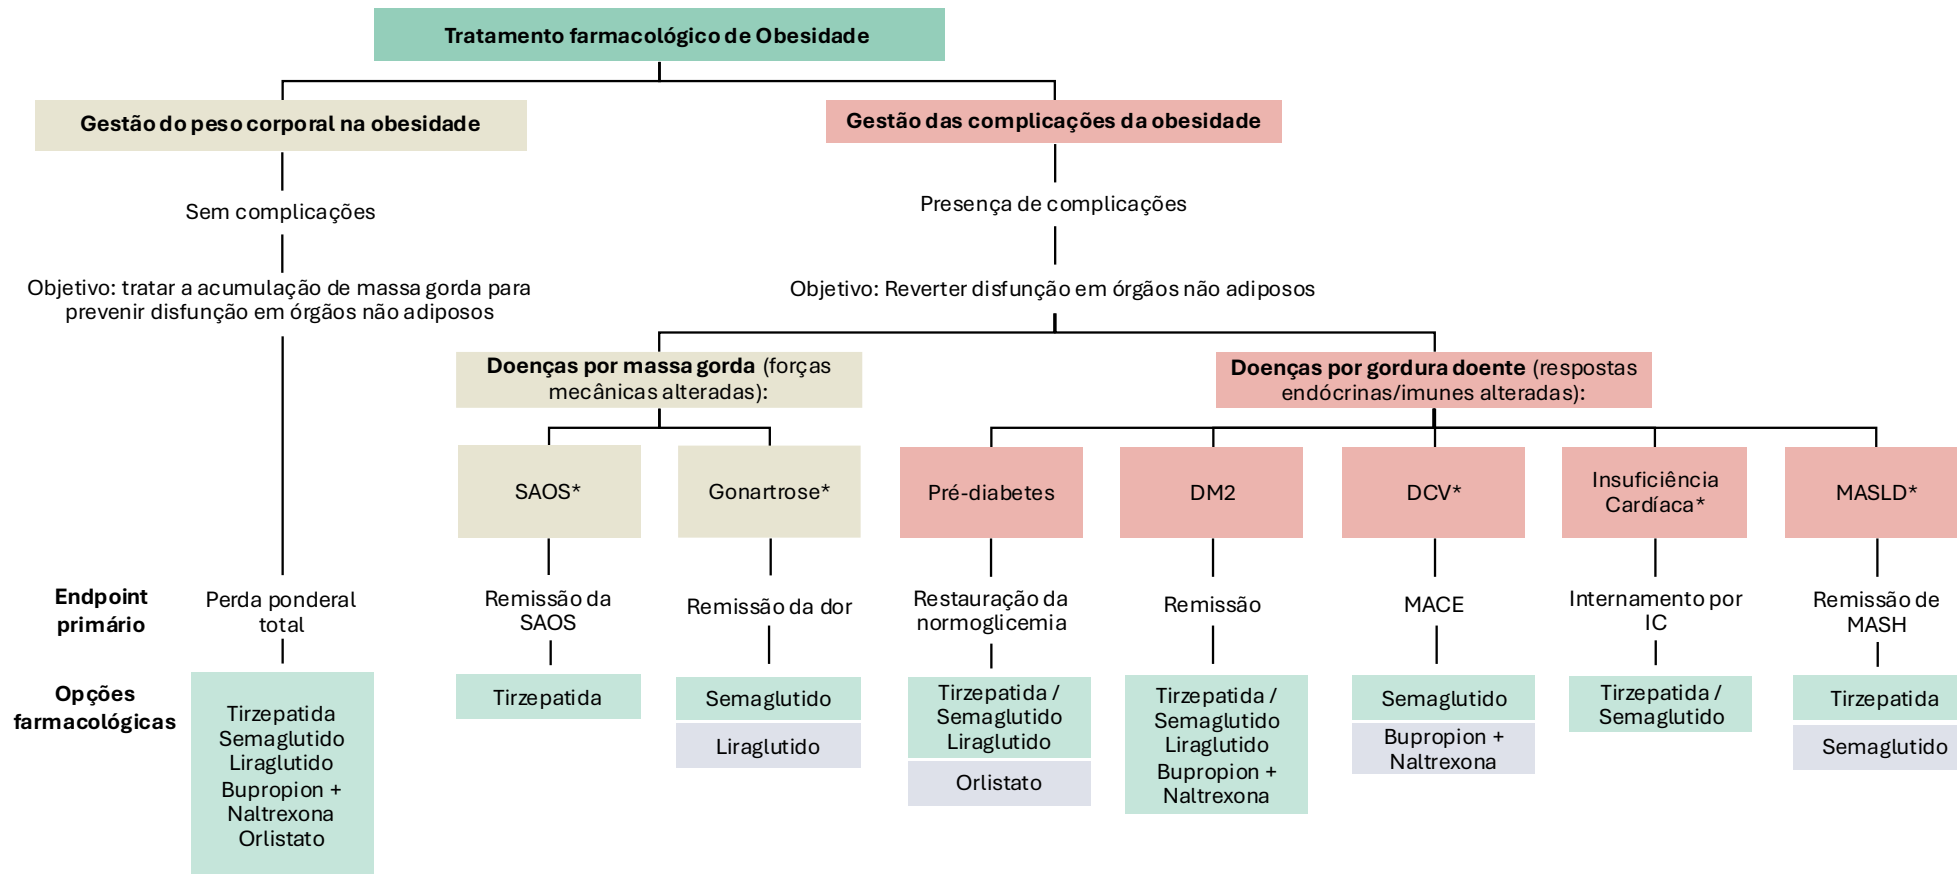 Tratamento farmacológico de Obesidade
Gestão do peso corporal na obesidade
Gestão das complicações da obesidade
Sem complicações
Presença de complicações
Objetivo: tratar a acumulação de massa gorda para
prevenir disfunção em órgãos não adiposos
Objetivo: Reverter disfunção em órgãos não adiposos
Doenças por massa gorda (forças
mecânicas alteradas):
Doenças por gordura doente (respostas
endócrinas/imunes alteradas):
SAOS*
Gonartrose*
Pré-diabetes
DM2
DCV*
Insuficiência
Cardíaca*
MASLD*
Endpoint
primário
Perda ponderal
total
Remissão da
SAOS
Remissão da dor
Restauração da
normoglicemia
Remissão
MACE
Internamento por
IC
Remissão de
MASH
Opções
farmacológicas
Tirzepatida
Semaglutido
Liraglutido
Bupropion +
Naltrexona
Orlistato
Tirzepatida
Semaglutido
Liraglutido
Tirzepatida /
Semaglutido
Liraglutido
Orlistato
Tirzepatida /
Semaglutido
Liraglutido
Bupropion +
Naltrexona
Semaglutido
Bupropion +
Naltrexona
Tirzepatida /
Semaglutido
Tirzepatida
Semaglutido